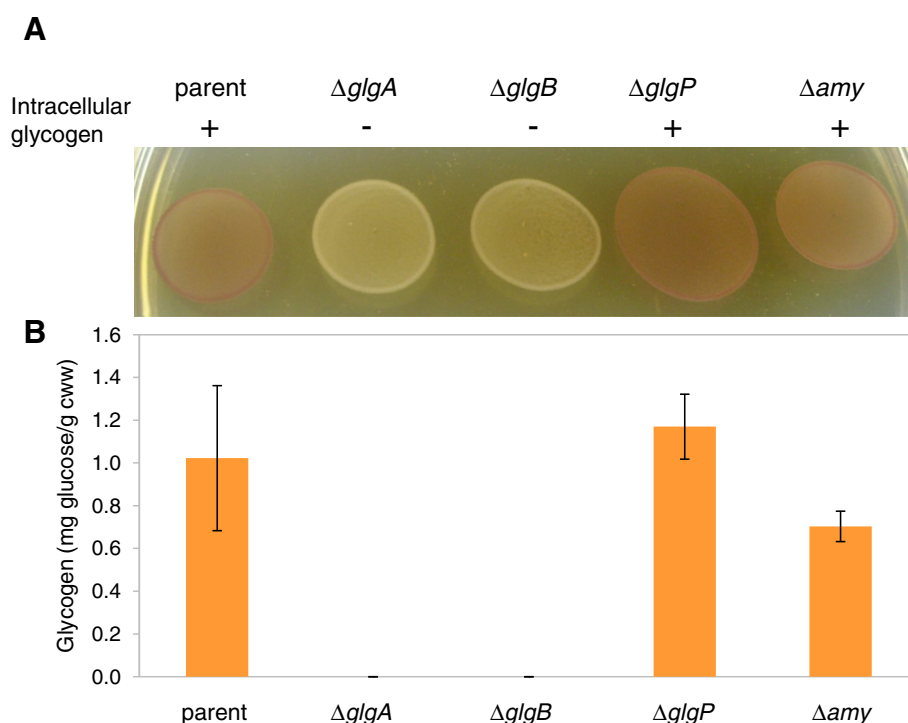 A
parent ΔglgA ΔglgB ΔglgP Δamy
Intracellular
glycogen + - - + +
B
Glycogen (mg glucose/g cww)
1.6
1.4
1.2
1.0
0.8
0.6
0.4
0.2
0.0
parent ΔglgA ΔglgB ΔglgP Δamy